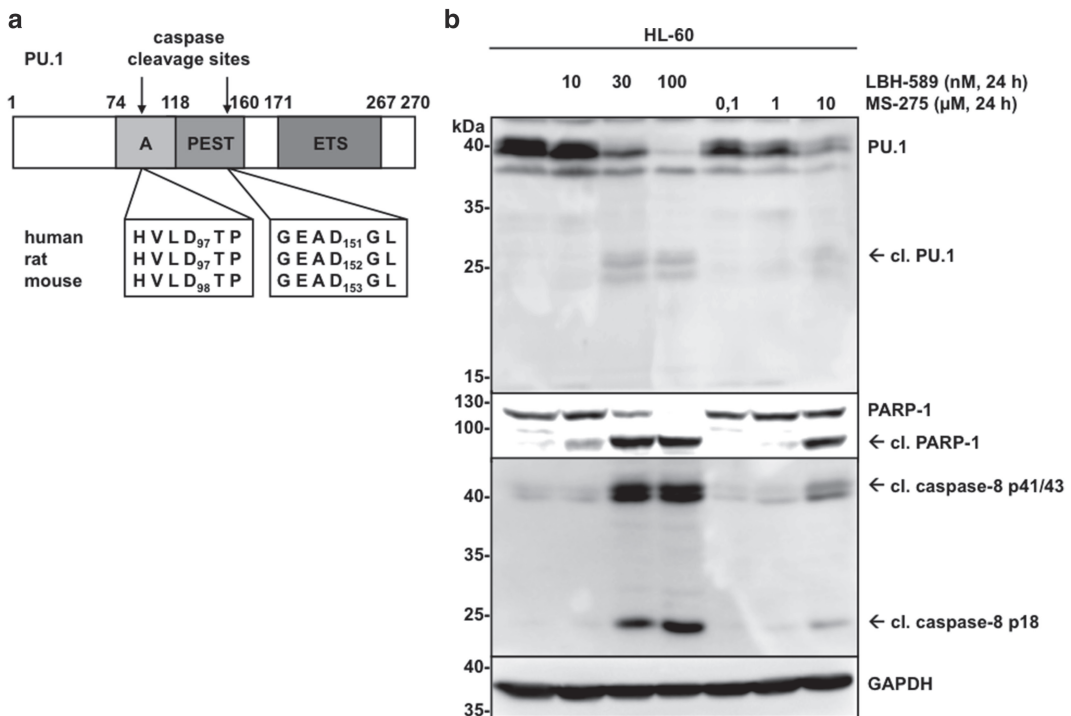 a
PU.1
caspase
cleavage sites
1 74 118 160 171 267 270
A PEST ETS
human H V L D97 T P G E A D151 G L
rat H V L D97 T P G E A D152 G L
mouse H V L D98 T P G E A D153 G L
b
HL-60
10 30 100 LBH-589 (nM, 24 h)
0,1 1 10 MS-275 (µM, 24 h)
kDa
40- PU.1
35-
← cl. PU.1
25-
15-
130- PARP-1
100-
← cl. PARP-1
← cl. caspase-8 p41/43
40-
35-
25- ← cl. caspase-8 p18
40-
GAPDH
35-